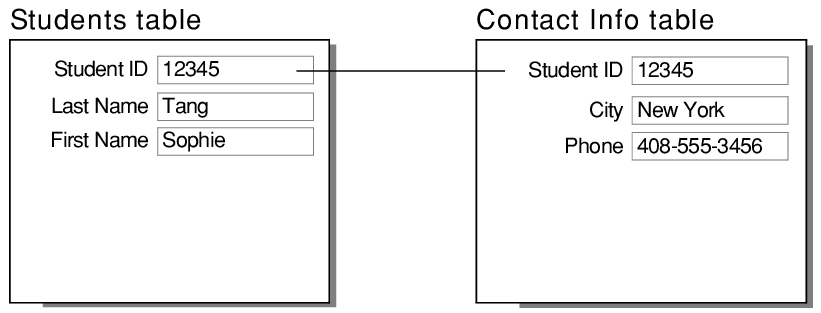 Students table
Student ID 12345
Last Name Tang
First Name Sophie
Contact Info table
Student ID 12345
City New York
Phone 408-555-3456